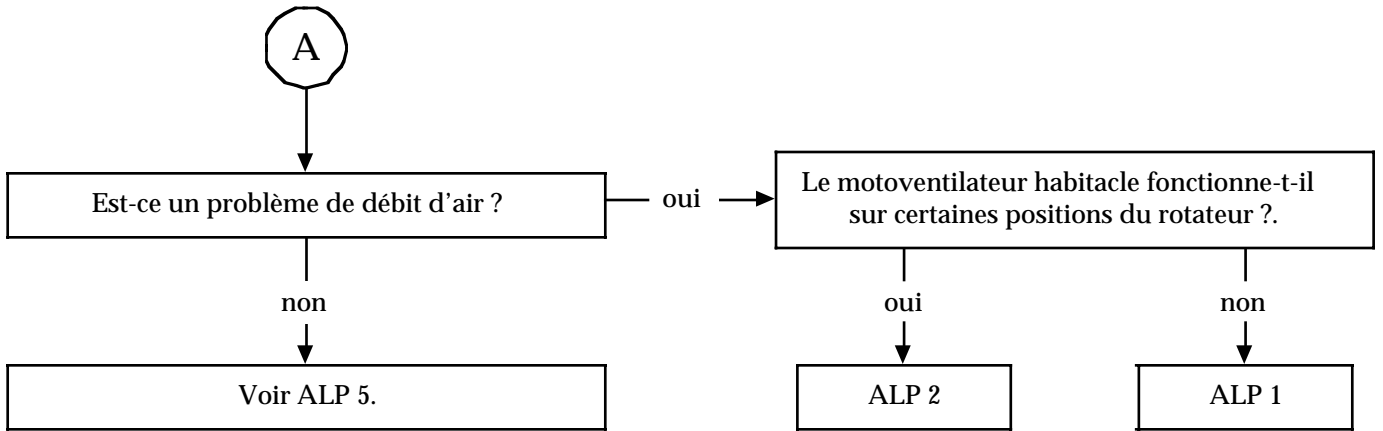 A
Est-ce un problème de débit d'air ?
oui
Le motoventilateur habitacle fonctionne-t-il
sur certaines positions du rotateur ?.
non
oui
non
Voir ALP 5.
ALP 2
ALP 1